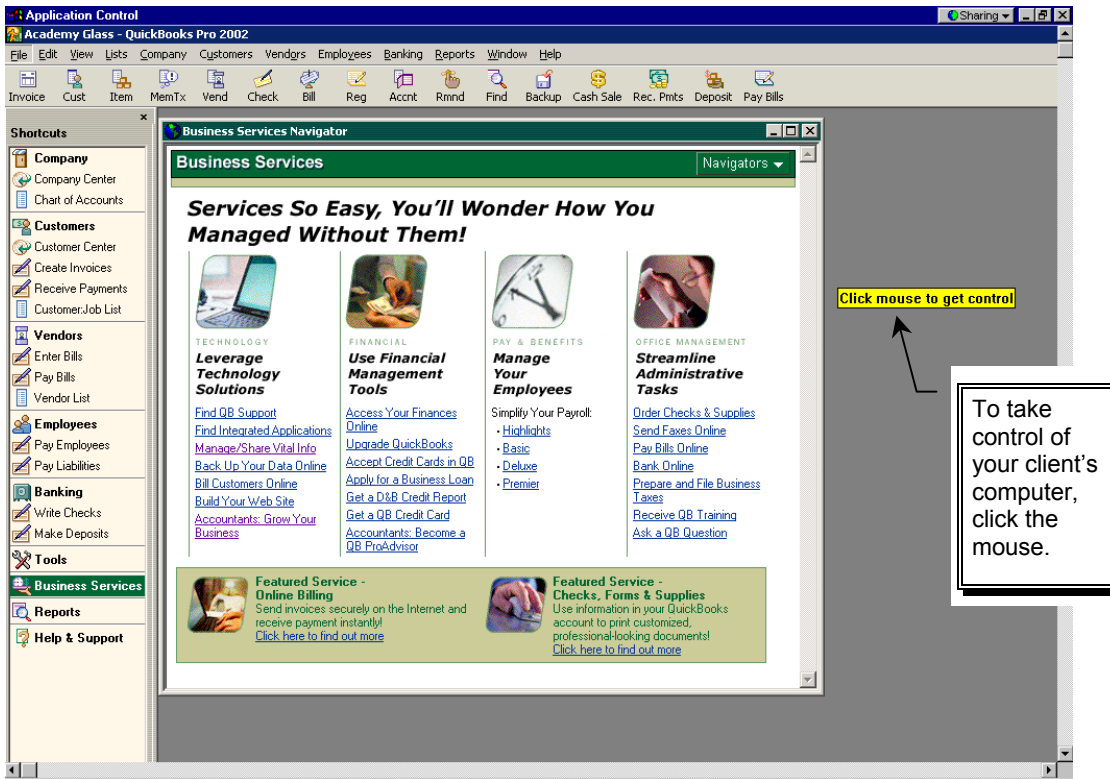 Application Control
Sharing
Academy Glass - QuickBooks Pro 2002
File Edit View Lists Company Customers Vendors Employees Banking Reports Window Help
Invoice Cust Item MemTx Vend Check Bill Reg Accnt Rmnd Find Backup Cash Sale Rec. Pmts Deposit Pay Bills
Shortcuts
Company
Company Center
Chart of Accounts
Customers
Customer Center
Create Invoices
Receive Payments
Customer:Job List
Vendors
Enter Bills
Pay Bills
Vendor List
Employees
Pay Employees
Pay Liabilities
Banking
Write Checks
Make Deposits
Tools
Business Services
Reports
Help & Support
Business Services Navigator
Business Services
Navigators
Services So Easy, You'll Wonder How You
Managed Without Them!
TECHNOLOGY
Leverage
Technology
Solutions
Find QB Support
Find Integrated Applications
Manage/Share Vital Info
Back Up Your Data Online
Bill Customers Online
Build Your Web Site
Accountants: Grow Your
Business
FINANCIAL
Use Financial
Management
Tools
Access Your Finances
Online
Upgrade QuickBooks
Accept Credit Cards in QB
Apply for a Business Loan
Get a D&B Credit Report
Get a QB Credit Card
Accountants: Become a
QB ProAdvisor
PAY & BENEFITS
Manage
Your
Employees
Simplify Your Payroll:
• Highlights
• Basic
• Deluxe
• Premier
OFFICE MANAGEMENT
Streamline
Administrative
Tasks
Order Checks & Supplies
Send Faxes Online
Pay Bills Online
Bank Online
Prepare and File Business
Taxes
Receive QB Training
Ask a QB Question
Featured Service -
Online Billing
Send invoices securely on the Internet and
receive payment instantly!
Click here to find out more
Featured Service -
Checks, Forms & Supplies
Use information in your QuickBooks
account to print customized,
professional-looking documents!
Click here to find out more
Click mouse to get control
To take
control of
your client's
computer,
click the
mouse.